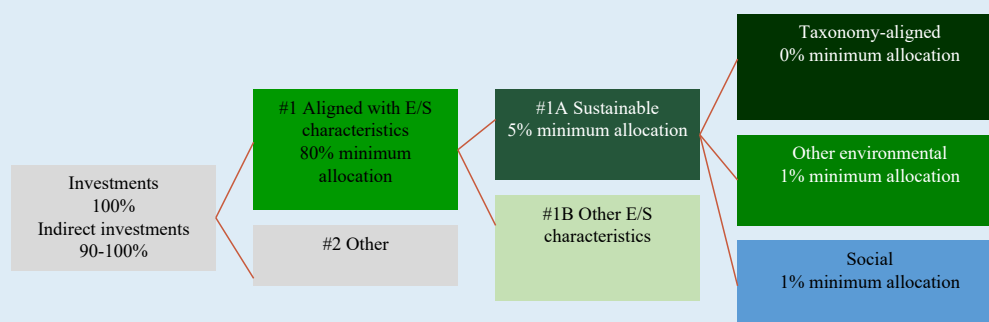 Investments
100%
Indirect investments
90-100%
#1 Aligned with E/S
characteristics
80% minimum
allocation
#2 Other
#1A Sustainable
5% minimum allocation
#1B Other E/S
characteristics
Taxonomy-aligned
0% minimum allocation
Other environmental
1% minimum allocation
Social
1% minimum allocation